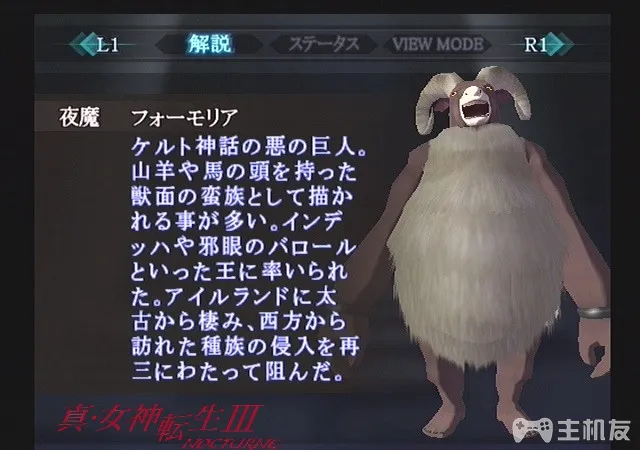 L1 解説 ステータス VIEW MODE R1
夜魔 フォーモリア
ケルト神話の悪の巨人。
山羊や馬の頭を持った
獣面の蛮族として描か
れる事が多い。インデ
ッハや邪眼のバロール
といった王に率いられ
た。アイルランドに太
古から棲み、西方から
訪れた種族の侵入を再
三にわたって阻んだ。
真・女神転生III
NOCTURNE
主机友